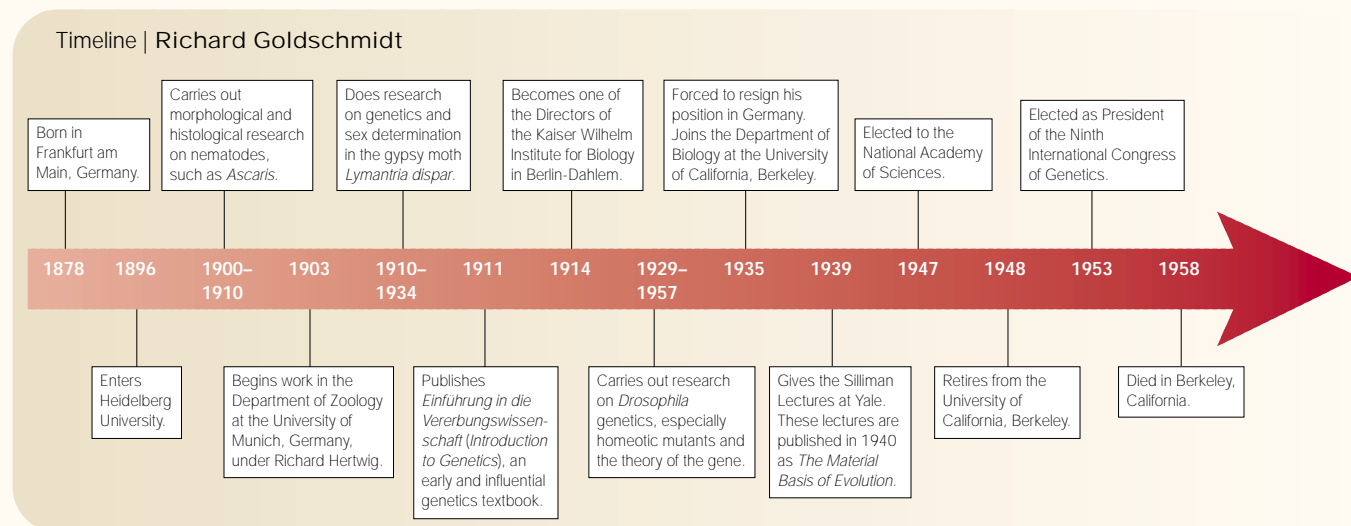 Timeline | Richard Goldschmidt
Born in
Frankfurt am
Main, Germany.
Carries out
morphological and
histological research
on nematodes,
such as Ascaris.
Does research
on genetics and
sex determination
in the gypsy moth
Lymantria dispar.
Becomes one of
the Directors of
the Kaiser Wilhelm
Institute for Biology
in Berlin-Dahlem.
Forced to resign his
position in Germany.
Joins the Department of
Biology at the University
of California, Berkeley.
Elected to the
National Academy
of Sciences.
Elected as President
of the Ninth
International Congress
of Genetics.
1878
1896
1900–
1910
1903
1910–
1934
1911
1914
1929–
1957
1935
1939
1947
1948
1953
1958
Enters
Heidelberg
University.
Begins work in the
Department of Zoology
at the University of
Munich, Germany,
under Richard Hertwig.
Publishes
Einführung in die
Vererbungswissen-
schaft (Introduction
to Genetics), an
early and influential
genetics textbook.
Carries out research
on Drosophila
genetics, especially
homeotic mutants and
the theory of the gene.
Gives the Silliman
Lectures at Yale.
These lectures are
published in 1940
as The Material
Basis of Evolution.
Retires from the
University of
California, Berkeley.
Died in Berkeley,
California.